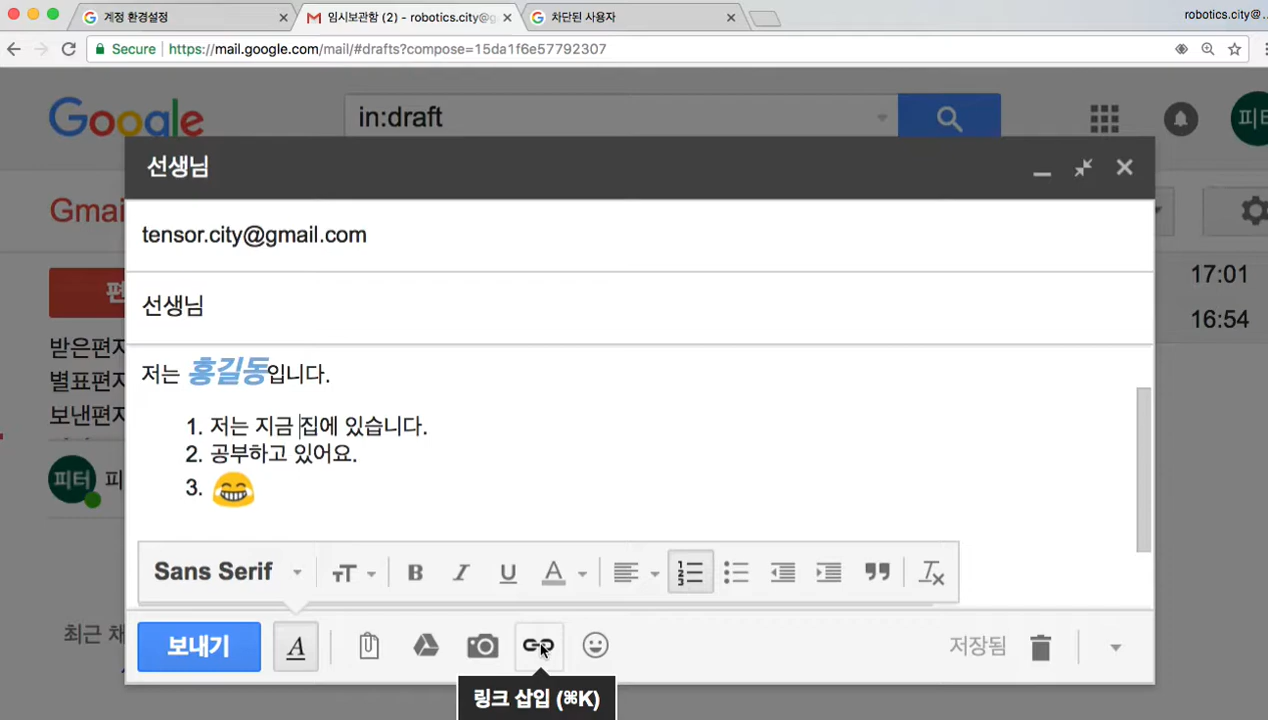 계정 환경설정
임시보관함 (2) - robotics.city@g
차단된 사용자
robotics.city@...
Secure
https://mail.google.com/mail/#drafts?compose=15da1f6e57792307
Google
in:draft
피터
선생님
Gmai
tensor.city@gmail.com
17:01
편
선생님
16:54
받은편지
별표편지
보낸편지
저는 홍길동입니다.
1. 저는 지금 집에 있습니다.
2. 공부하고 있어요.
3. 😂
피터 피
Sans Serif
보내기
저장됨
최근 채
링크 삽입 (⌘K)